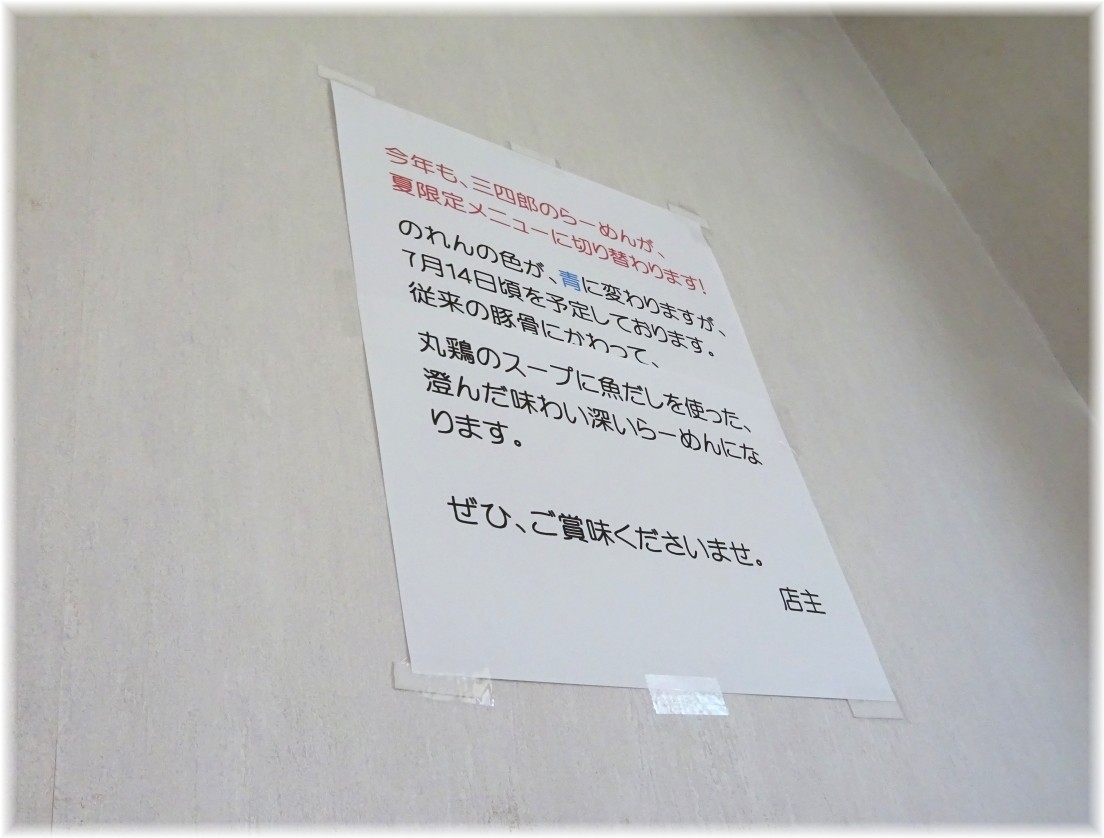 今年も、三四郎のらーめんが、
夏限定メニューに切り替わります!
のれんの色が、青に変わりますが、
7月14日頃を予定しております。
従来の豚骨にかわって、
丸鶏のスープに魚だしを使った、
澄んだ味わい深いらーめんにな
ります。
ぜひ、ご賞味くださいませ。
店主